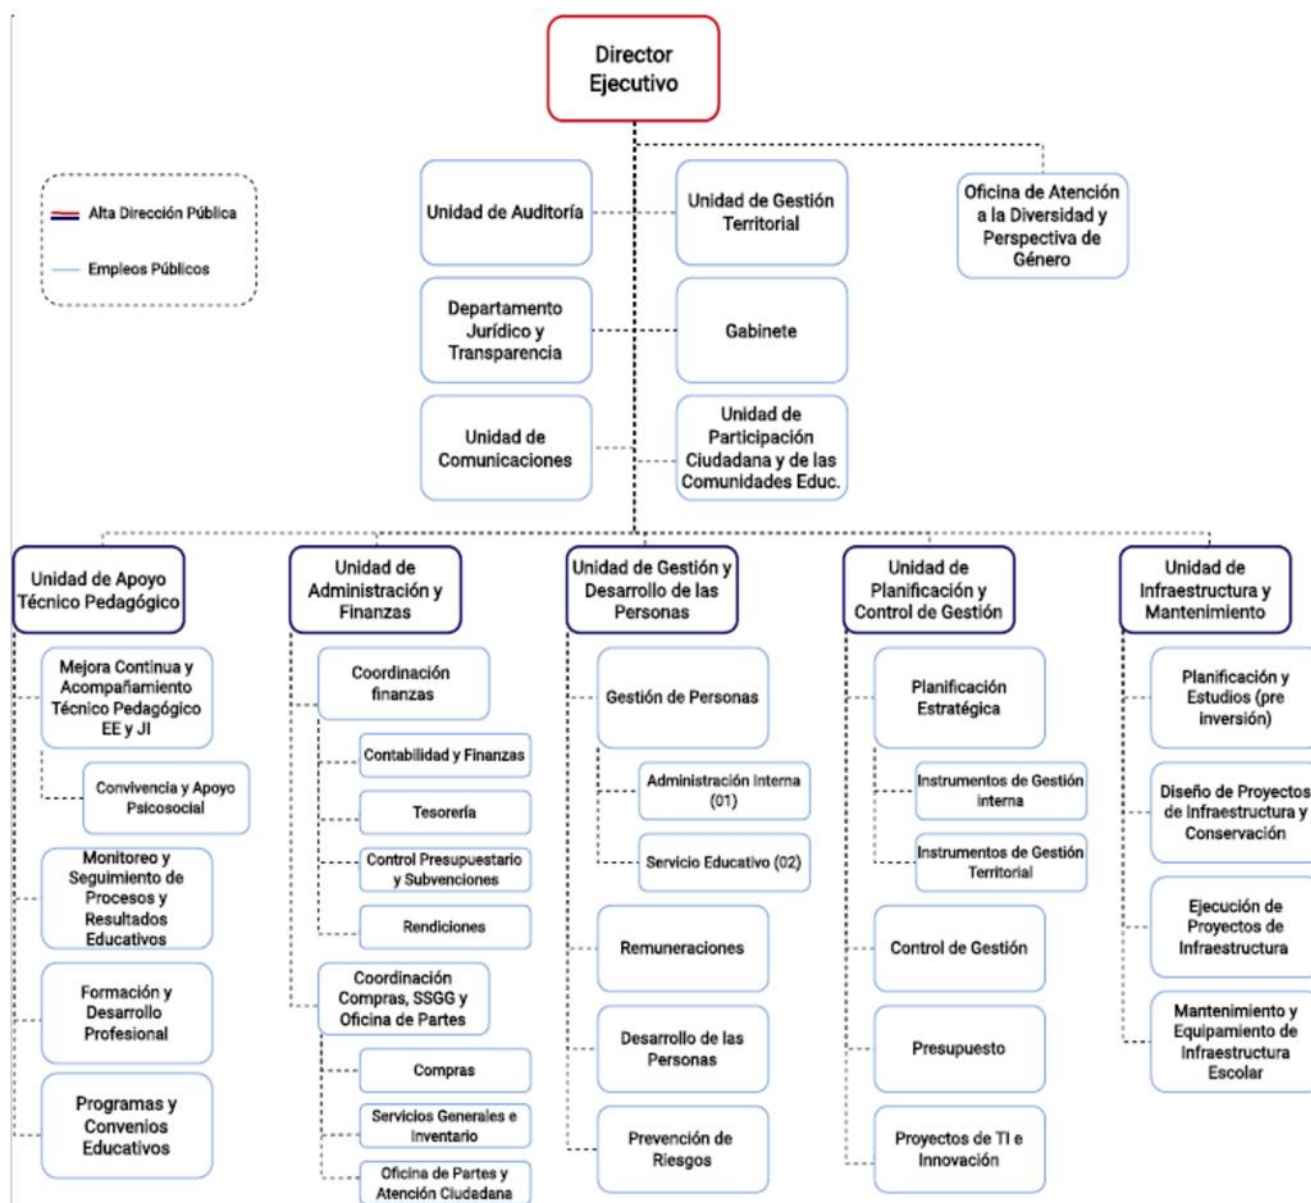 Director
Ejecutivo
Alta Dirección Pública
Empleos Públicos
Unidad de Auditoría
Unidad de Gestión
Territorial
Oficina de Atención
a la Diversidad y
Perspectiva de
Género
Departamento
Jurídico y
Transparencia
Gabinete
Unidad de
Comunicaciones
Unidad de
Participación
Ciudadana y de las
Comunidades Educ.
Unidad de Apoyo
Técnico Pedagógico
Mejora Continua y
Acompañamiento
Técnico Pedagógico
EE y JI
Convivencia y Apoyo
Psicosocial
Monitoreo y
Seguimiento de
Procesos y
Resultados
Educativos
Formación y
Desarrollo
Profesional
Programas y
Convenios
Educativos
Unidad de
Administración y
Finanzas
Coordinación
finanzas
Contabilidad y Finanzas
Tesorería
Control Presupuestario
y Subvenciones
Rendiciones
Coordinación
Compras, SSGG y
Oficina de Partes
Compras
Servicios Generales e
Inventario
Oficina de Partes y
Atención Ciudadana
Unidad de Gestión y
Desarrollo de las
Personas
Gestión de Personas
Administración Interna
(01)
Servicio Educativo (02)
Remuneraciones
Desarrollo de las
Personas
Prevención de
Riesgos
Unidad de
Planificación y
Control de Gestión
Planificación
Estratégica
Instrumentos de Gestión
interna
Instrumentos de Gestión
Territorial
Control de Gestión
Presupuesto
Proyectos de TI e
Innovación
Unidad de
Infraestructura y
Mantenimiento
Planificación y
Estudios (pre
inversión)
Diseño de Proyectos
de Infraestructura y
Conservación
Ejecución de
Proyectos de
Infraestructura
Mantenimiento y
Equipamiento de
Infraestructura
Escolar